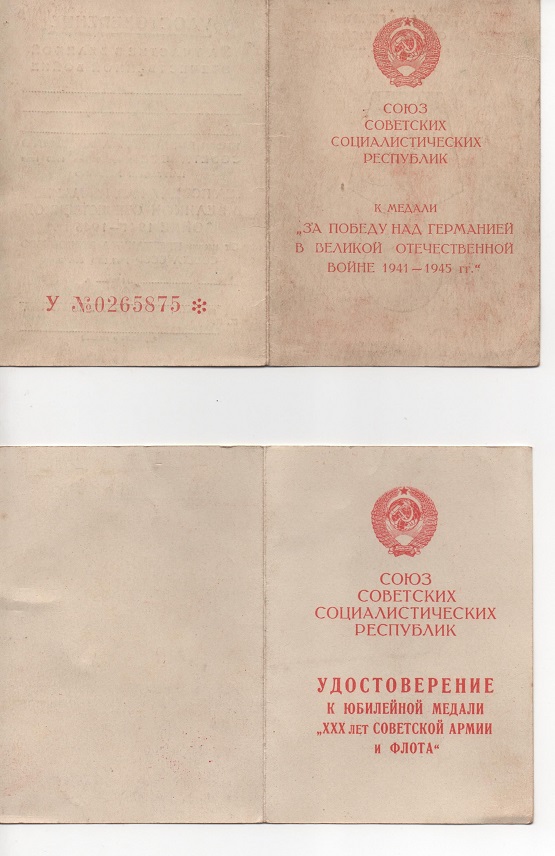 СОЮЗ
СОВЕТСКИХ
СОЦИАЛИСТИЧЕСКИХ
РЕСПУБЛИК
К МЕДАЛИ
„ЗА ПОБЕДУ НАД ГЕРМАНИЕЙ
В ВЕЛИКОЙ ОТЕЧЕСТВЕННОЙ
ВОЙНЕ 1941—1945 гг.“
У №0265875 ✻
СОЮЗ
СОВЕТСКИХ
СОЦИАЛИСТИЧЕСКИХ
РЕСПУБЛИК
УДОСТОВЕРЕНИЕ
К ЮБИЛЕЙНОЙ МЕДАЛИ
„XXX ЛЕТ СОВЕТСКОЙ АРМИИ
И ФЛОТА“